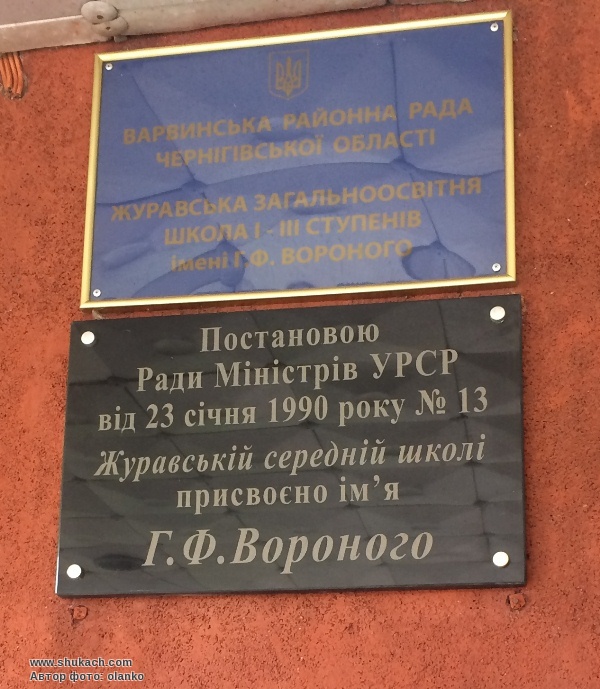 ВАРВИНСЬКА РАЙОННА РАДА
ЧЕРНІГІВСЬКОЇ ОБЛАСТІ
ЖУРАВСЬКА ЗАГАЛЬНООСВІТНЯ
ШКОЛА І - ІІІ СТУПЕНІВ
імені Г.Ф. ВОРОНОГО
Постановою
Ради Міністрів УРСР
від 23 січня 1990 року № 13
Журавській середній школі
присвоєно ім’я
Г.Ф.Вороного
www.shukach.com
Автор фото: olanko